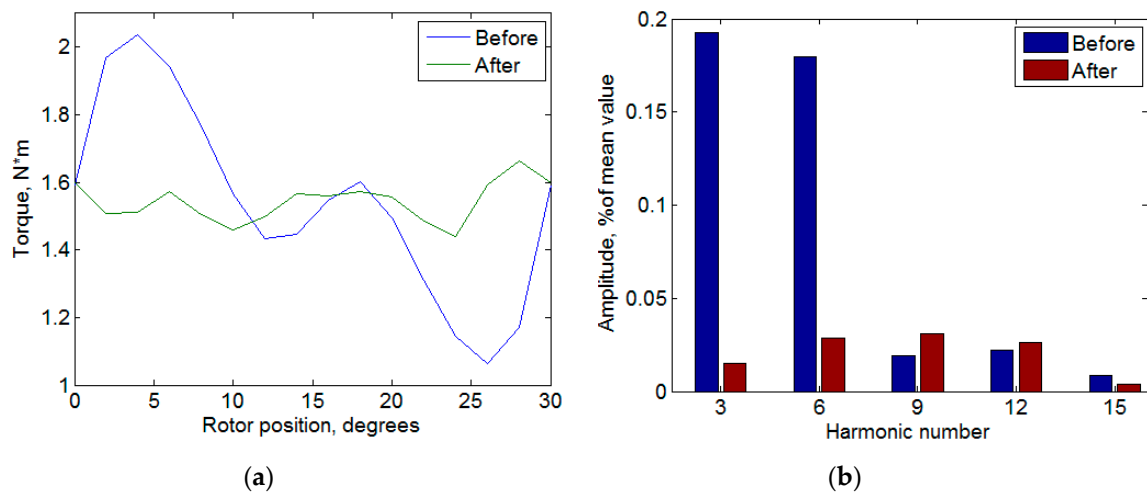 Before
After
Torque, N*m
2
1.8
1.6
1.4
1.2
1
0
5
10
15
20
25
30
Rotor position, degrees
(a)
Before
After
Amplitude, %of mean value
0.2
0.15
0.1
0.05
0
3
6
9
12
15
Harmonic number
(b)